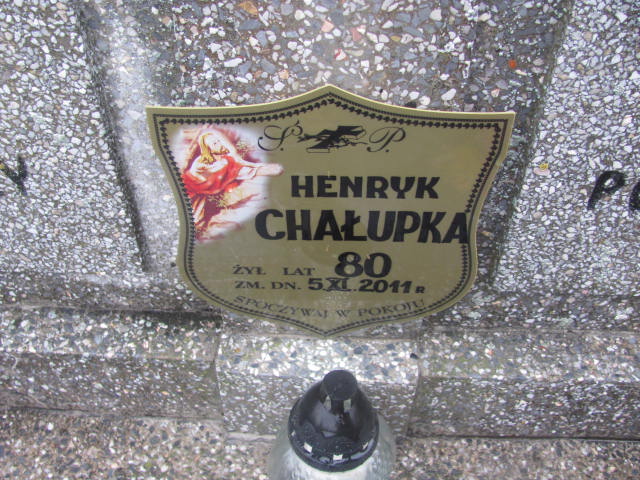 Ś. P.
HENRYK
CHAŁUPKA
ŻYŁ LAT 80
ZM. DN. 5 XI. 2011 R
SPOCZYWAJ W POKOJU